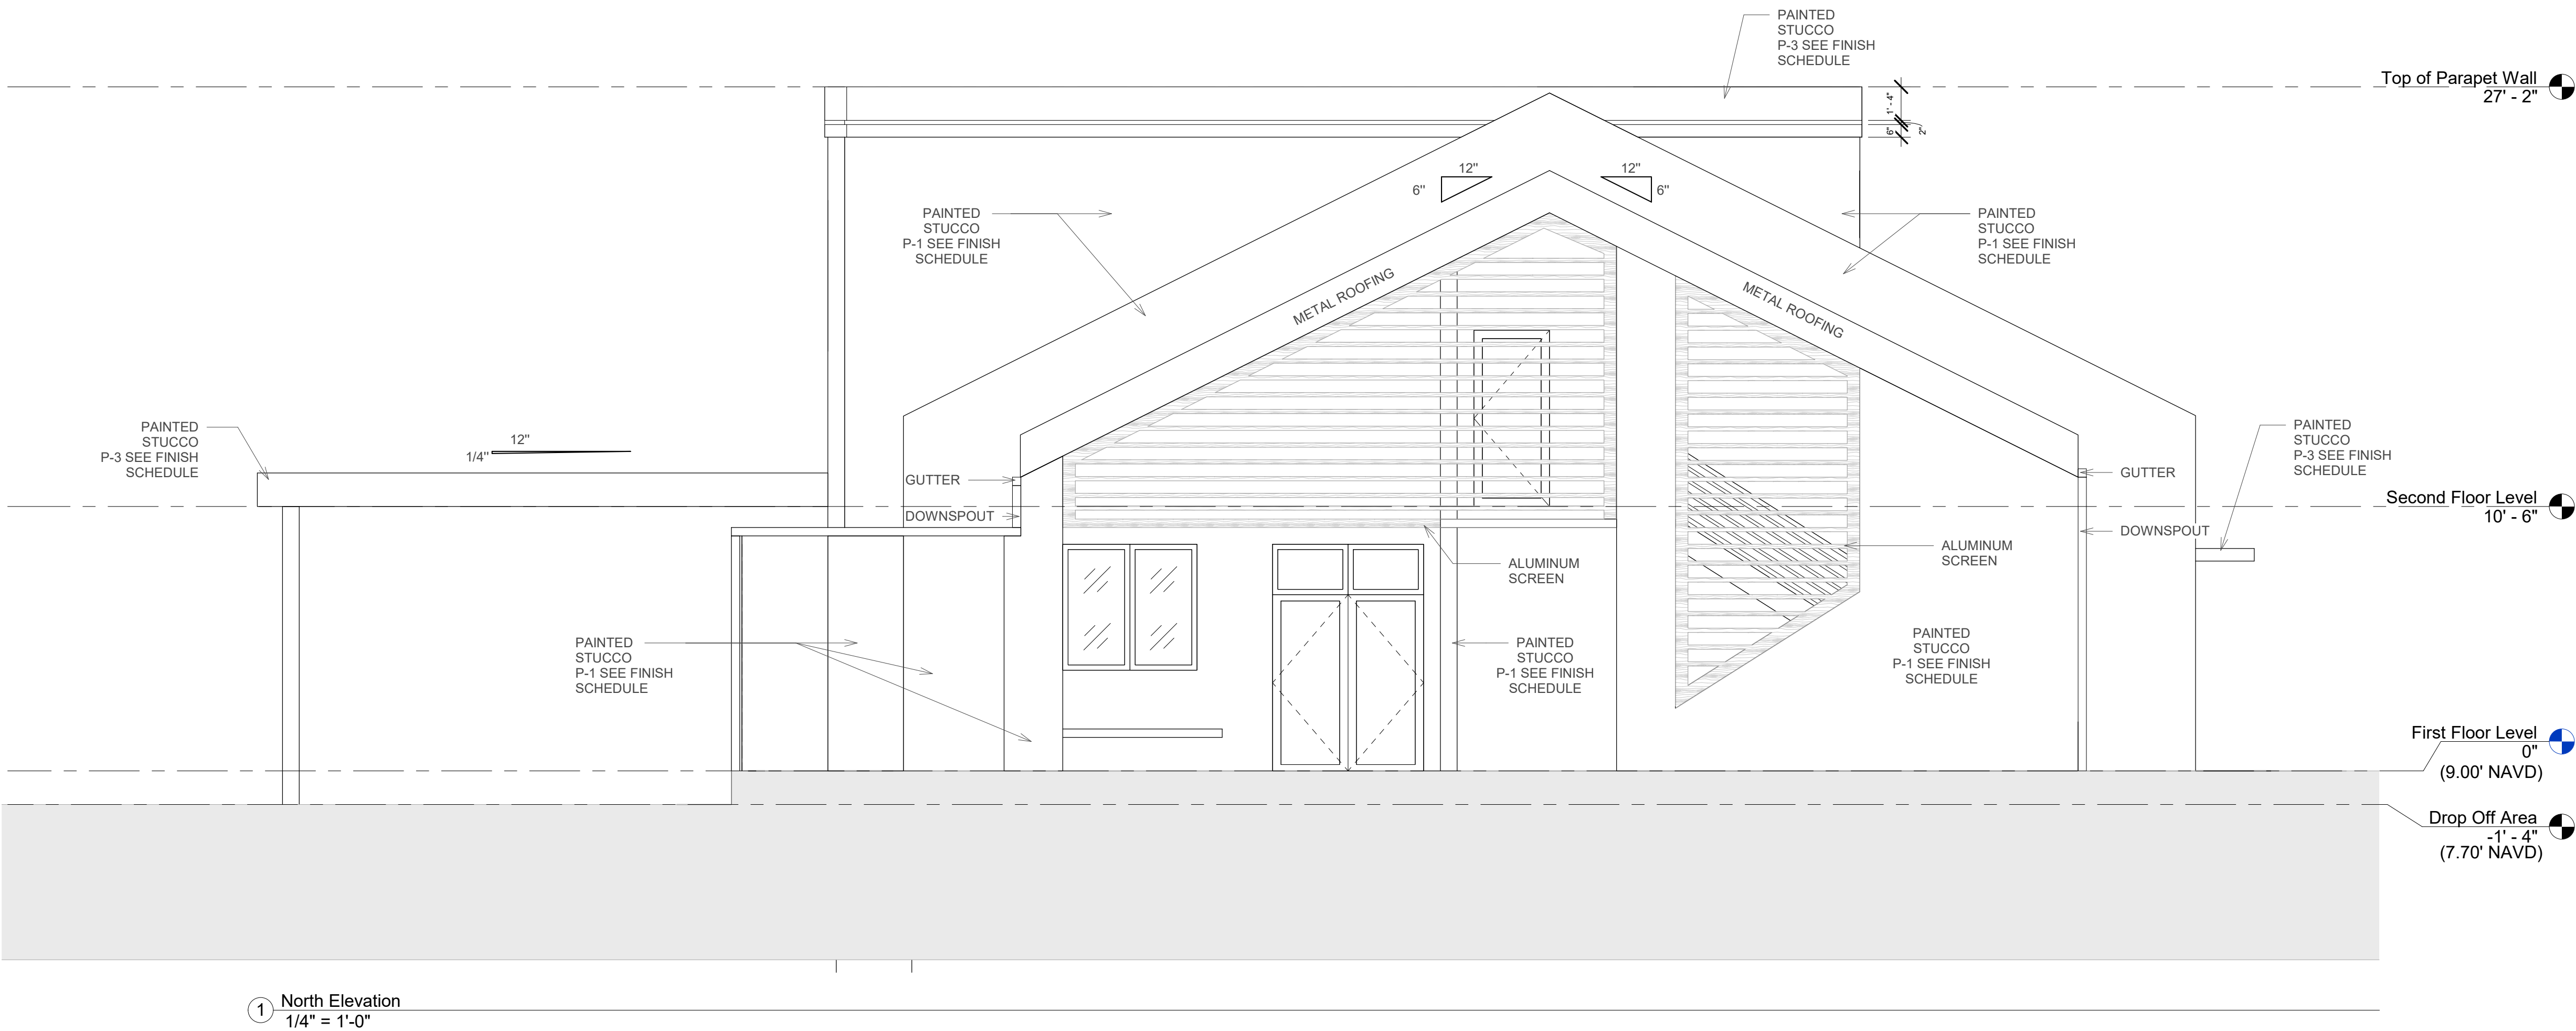 PAINTED
STUCCO
P-3 SEE FINISH
SCHEDULE
Top of Parapet Wall
27' - 2"
1' - 4"
6"
2"
12"
6"
12"
6"
PAINTED
STUCCO
P-1 SEE FINISH
SCHEDULE
PAINTED
STUCCO
P-1 SEE FINISH
SCHEDULE
METAL ROOFING
METAL ROOFING
PAINTED
STUCCO
P-3 SEE FINISH
SCHEDULE
12"
1/4"
GUTTER
DOWNSPOUT
PAINTED
STUCCO
P-3 SEE FINISH
SCHEDULE
GUTTER
DOWNSPOUT
Second Floor Level
10' - 6"
ALUMINUM
SCREEN
ALUMINUM
SCREEN
PAINTED
STUCCO
P-1 SEE FINISH
SCHEDULE
PAINTED
STUCCO
P-1 SEE FINISH
SCHEDULE
PAINTED
STUCCO
P-1 SEE FINISH
SCHEDULE
First Floor Level
0"
(9.00' NAVD)
Drop Off Area
-1' - 4"
(7.70' NAVD)
1
North Elevation
1/4" = 1'-0"